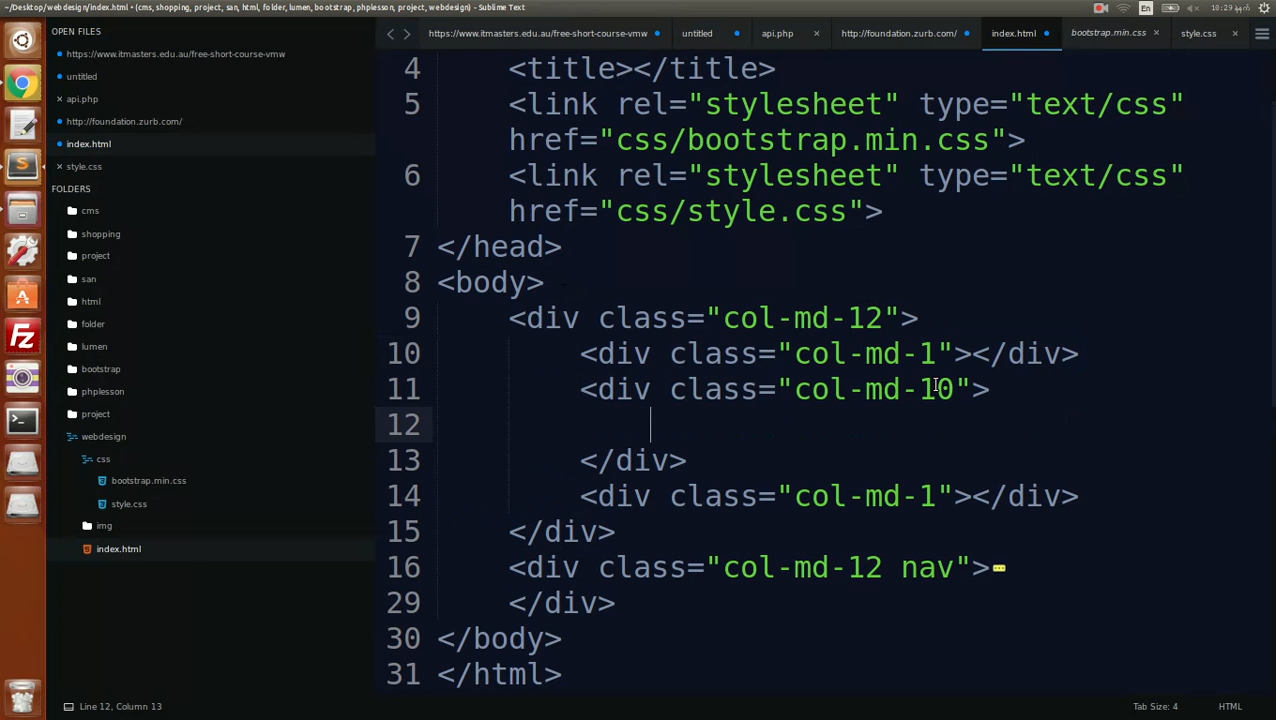 ~/Desktop/webdesign/index.html • (cms, shopping, project, san, html, folder, lumen, bootstrap, phplesson, project, webdesign) - Sublime Text
En
10:29
OPEN FILES
https://www.itmasters.edu.au/free-short-course-vmw
untitled
api.php
http://foundation.zurb.com/
index.html
style.css
FOLDERS
cms
shopping
project
san
html
folder
lumen
bootstrap
phplesson
project
webdesign
css
bootstrap.min.css
style.css
img
index.html
https://www.itmasters.edu.au/free-short-course-vmw
untitled
api.php
http://foundation.zurb.com/
index.html
bootstrap.min.css
style.css
4 <title></title>
5 <link rel="stylesheet" type="text/css"
href="css/bootstrap.min.css">
6 <link rel="stylesheet" type="text/css"
href="css/style.css">
7 </head>
8 <body>
9 <div class="col-md-12">
10 <div class="col-md-1"></div>
11 <div class="col-md-10">
12
13 </div>
14 <div class="col-md-1"></div>
15 </div>
16 <div class="col-md-12 nav">
29 </div>
30 </body>
31 </html>
Line 12, Column 13
Tab Size: 4
HTML